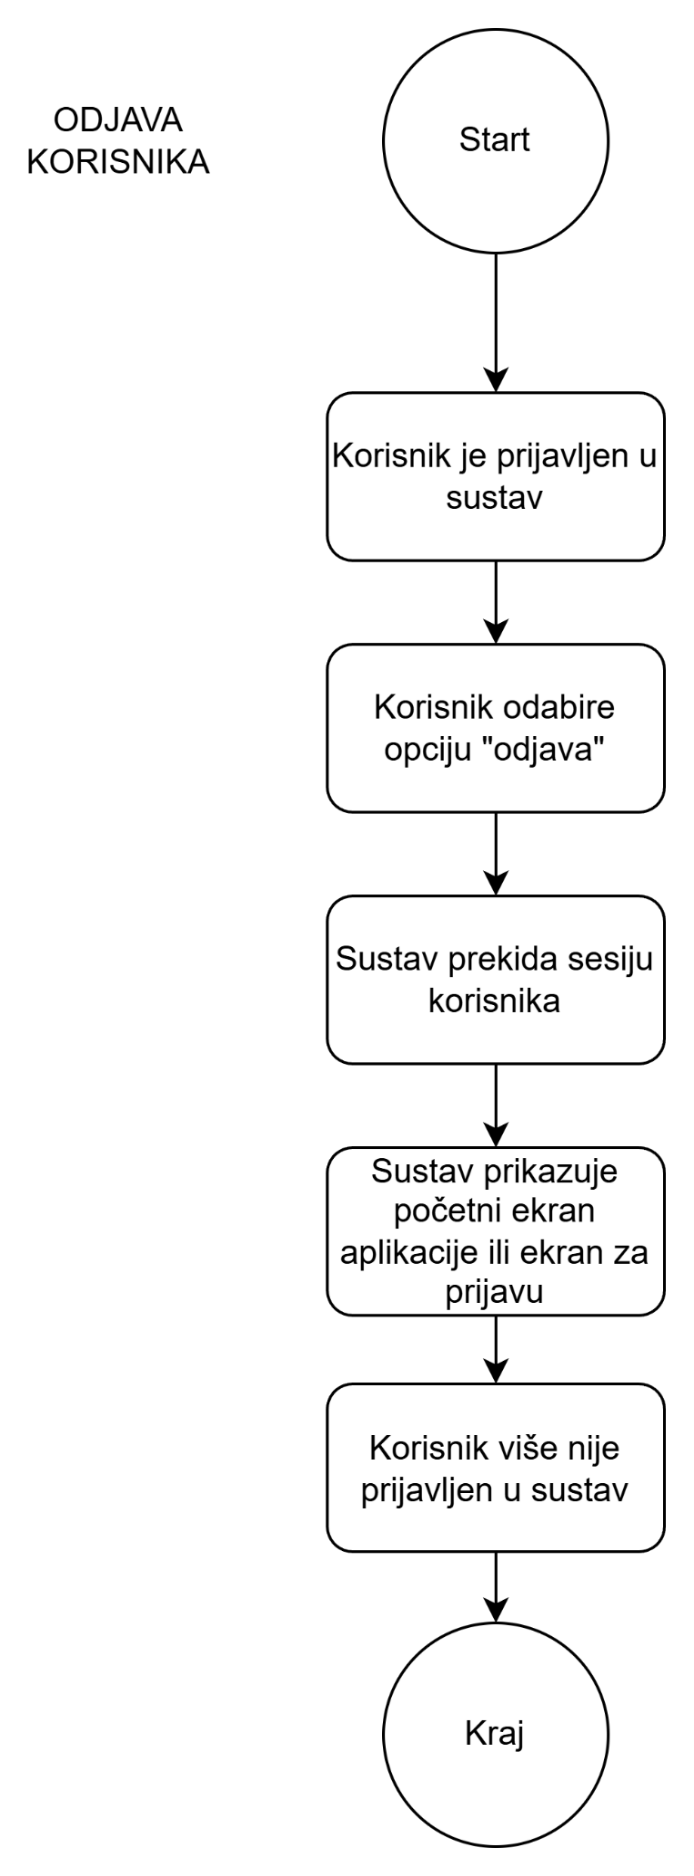 ODJAVA
KORISNIKA
Start
Korisnik je prijavljen u
sustav
Korisnik odabire
opciju "odjava"
Sustav prekida sesiju
korisnika
Sustav prikazuje
početni ekran
aplikacije ili ekran za
prijavu
Korisnik više nije
prijavljen u sustav
Kraj